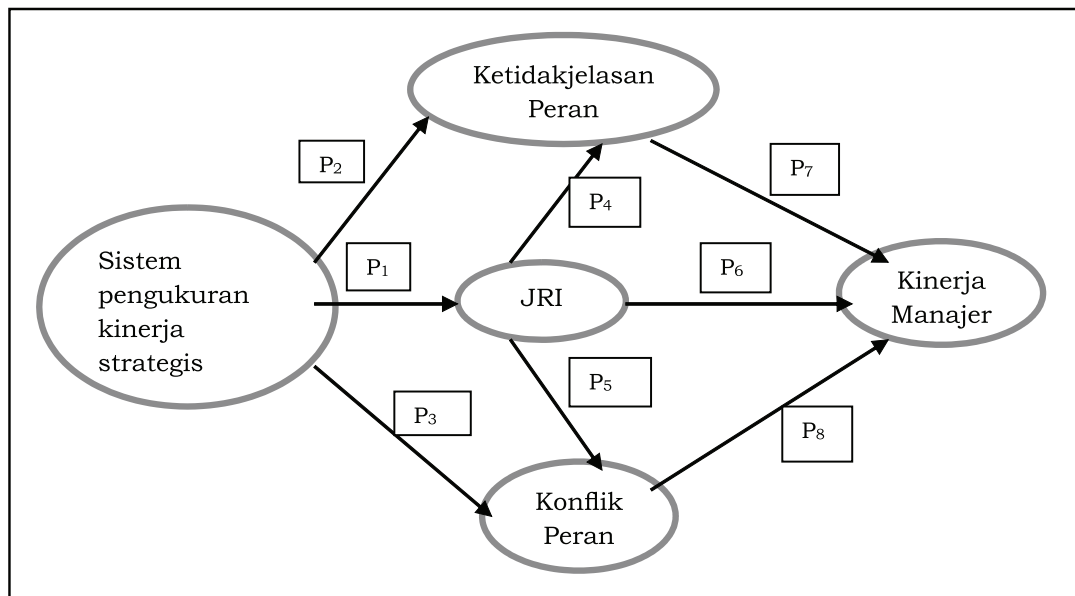 Ketidakjelasan
Peran
P₂
P₇
P₄
Sistem
pengukuran
kinerja
strategis
P₁
JRI
P₆
Kinerja
Manajer
P₅
P₃
P₈
Konflik
Peran